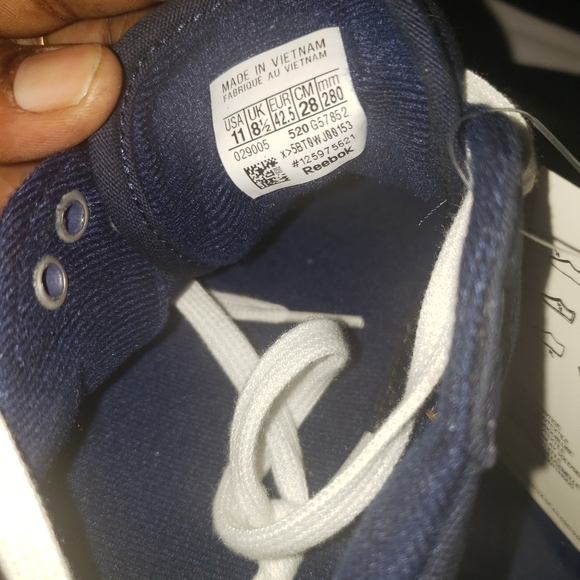 MADE IN VIETNAM
FABRIQUE AU VIETNAM
USA UK EUR CM mm
11 8½ 42.5 28 280
029005 520 G57852
X>5BT0WJ00153
#125975621
Reebok